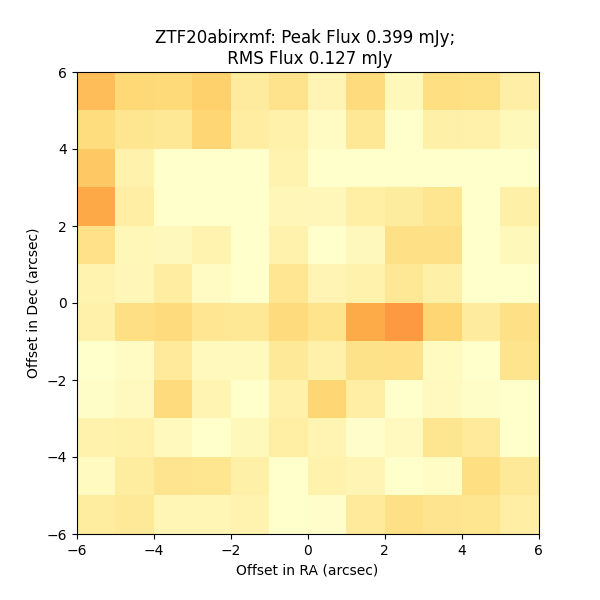 ZTF20abirxmf: Peak Flux 0.399 mJy;
RMS Flux 0.127 mJy
6
4
2
0
−2
−4
−6
Offset in Dec (arcsec)
−6 −4 −2 0 2 4 6
Offset in RA (arcsec)